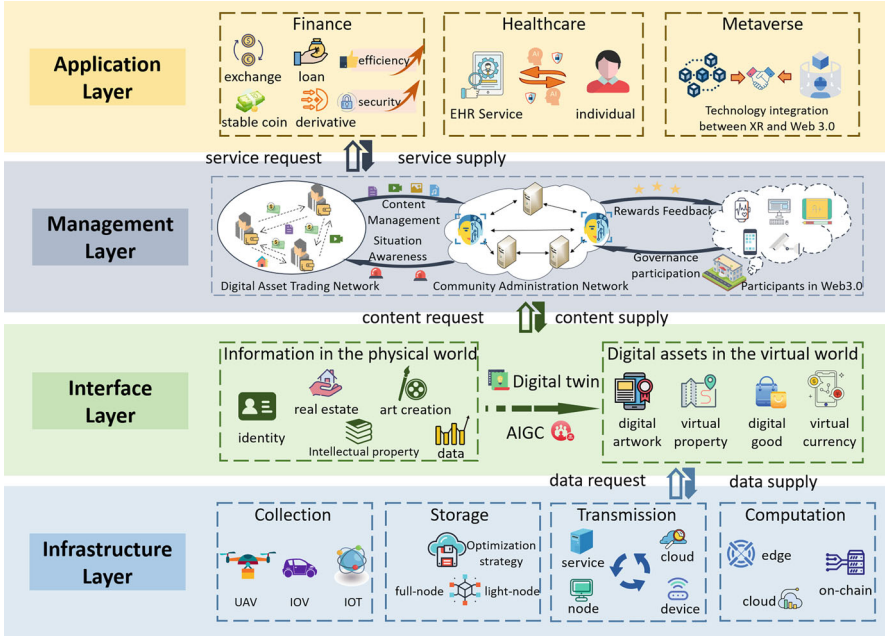 Application
Layer
Finance
exchange
loan
efficiency
stable coin
derivative
security
Healthcare
EHR Service
individual
AI
AI
AI
AI
Metaverse
Technology integration
between XR and Web 3.0
service request
service supply
Management
Layer
Digital Asset Trading Network
Content
Management
Situation
Awareness
Community Administration Network
Rewards Feedback
Governance
participation
Participants in Web3.0
content request
content supply
Interface
Layer
Information in the physical world
identity
real estate
art creation
Intellectual property
data
Digital twin
AIGC
Digital assets in the virtual world
digital
artwork
virtual
property
digital
good
virtual
currency
data request
data supply
Infrastructure
Layer
Collection
UAV
IOV
IOT
Storage
Optimization
strategy
full-node
light-node
Transmission
service
cloud
node
device
Computation
edge
on-chain
cloud